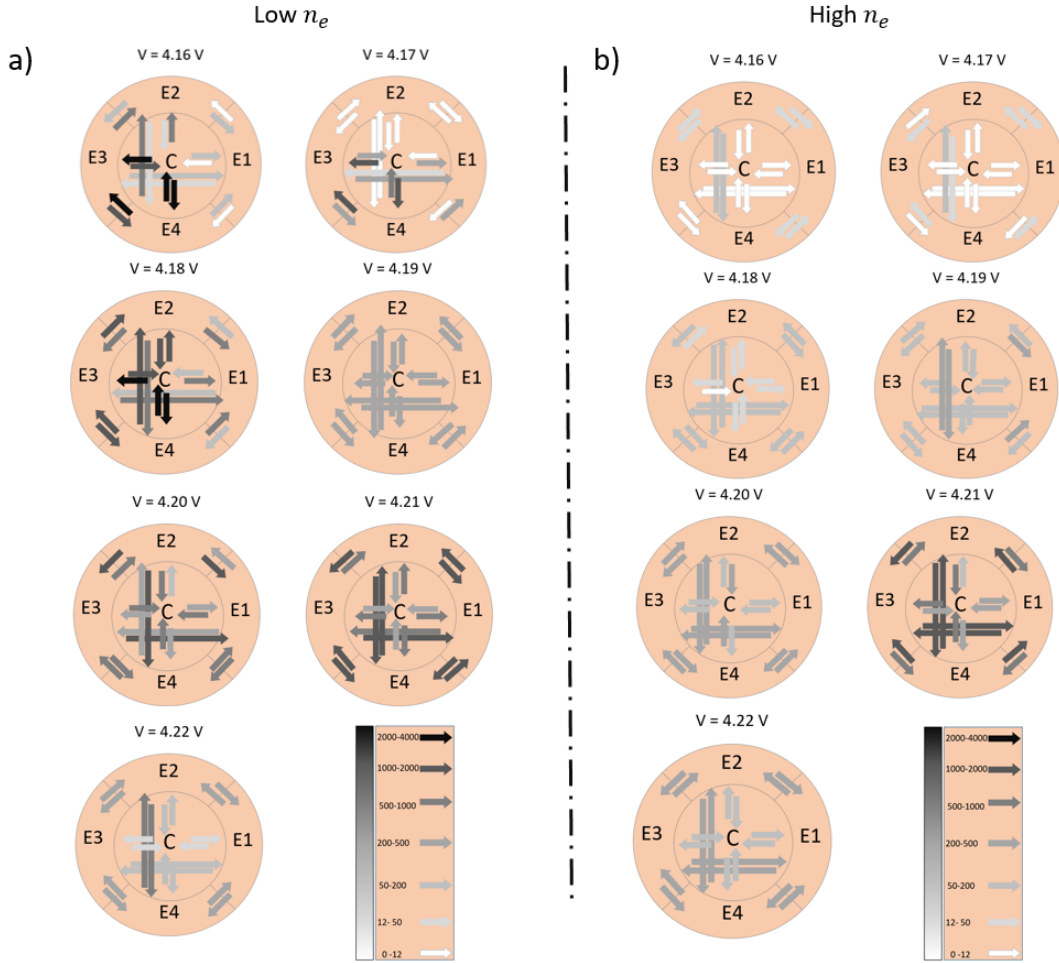 Low nₑ
High nₑ
a)
V = 4.16 V
V = 4.17 V
E2
E3
C
E1
E4
E2
E3
C
E1
E4
V = 4.18 V
V = 4.19 V
E2
E3
C
E1
E4
E2
E3
C
E1
E4
V = 4.20 V
V = 4.21 V
E2
E3
C
E1
E4
E2
E3
C
E1
E4
V = 4.22 V
E2
E3
C
E1
E4
2000-4000
1000-2000
500-1000
200-500
50-200
12- 50
0 -12
b)
V = 4.16 V
V = 4.17 V
E2
E3
C
E1
E4
E2
E3
C
E1
E4
V = 4.18 V
V = 4.19 V
E2
E3
C
E1
E4
E2
E3
C
E1
E4
V = 4.20 V
V = 4.21 V
E2
E3
C
E1
E4
E2
E3
C
E1
E4
V = 4.22 V
E2
E3
C
E1
E4
2000-4000
1000-2000
500-1000
200-500
50-200
12- 50
0 -12